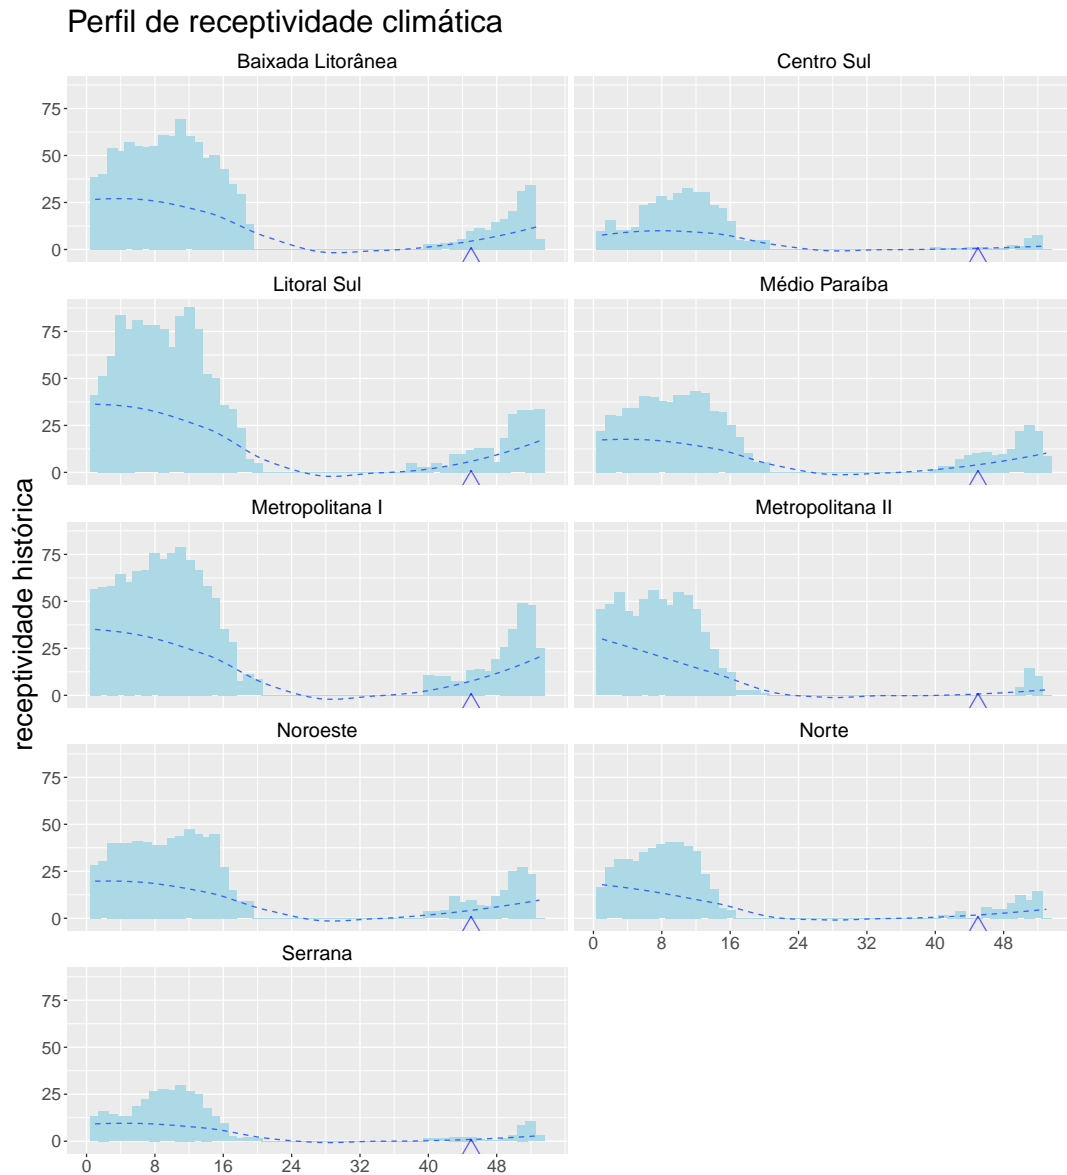 Perfil de receptividade climática
Baixada Litorânea
Centro Sul
75
50
25
0
Litoral Sul
Médio Paraíba
75
50
25
0
receptividade histórica
Metropolitana I
Metropolitana II
75
50
25
0
Noroeste
Norte
75
50
25
0
0 8 16 24 32 40 48
Serrana
75
50
25
0
0 8 16 24 32 40 48